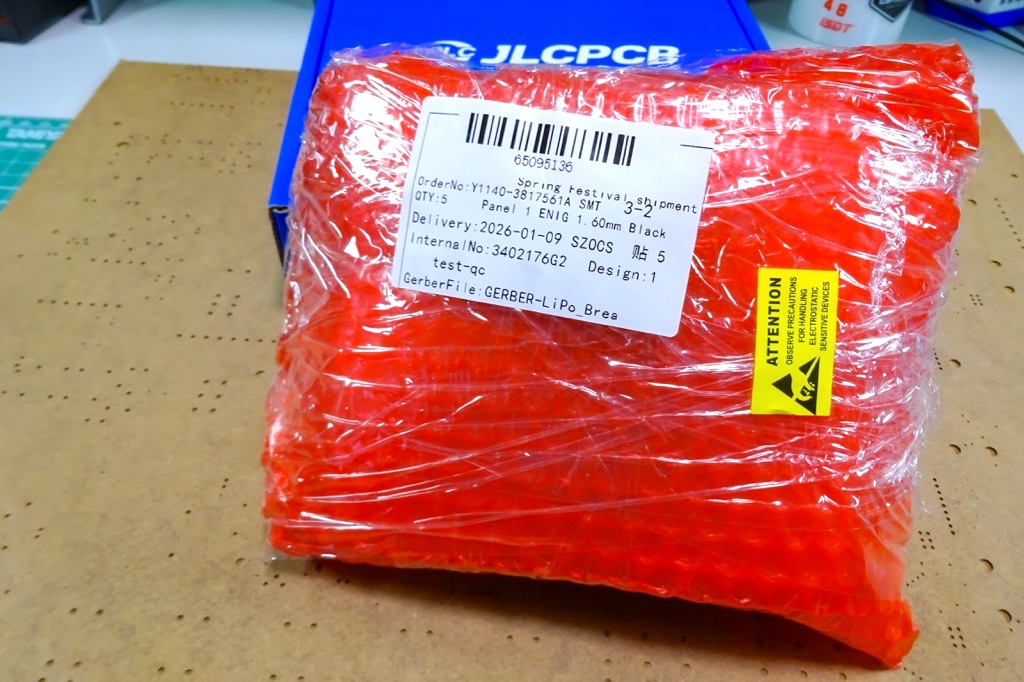 JLCPCB
48
ISDT
65095136
Spring Festival shipment
OrderNo:Y1140-3817561A SMT 3-2
QTY:5 Panel 1 ENIG 1.60mm Black
Delivery:2026-01-09 SZOCS 贴 5
InternalNo:3402176G2 Design:1
test-qc
GerberFile:GERBER-LiPo_Brea
ATTENTION
OBSERVE PRECAUTIONS
FOR HANDLING
ELECTROSTATIC
SENSITIVE DEVICES